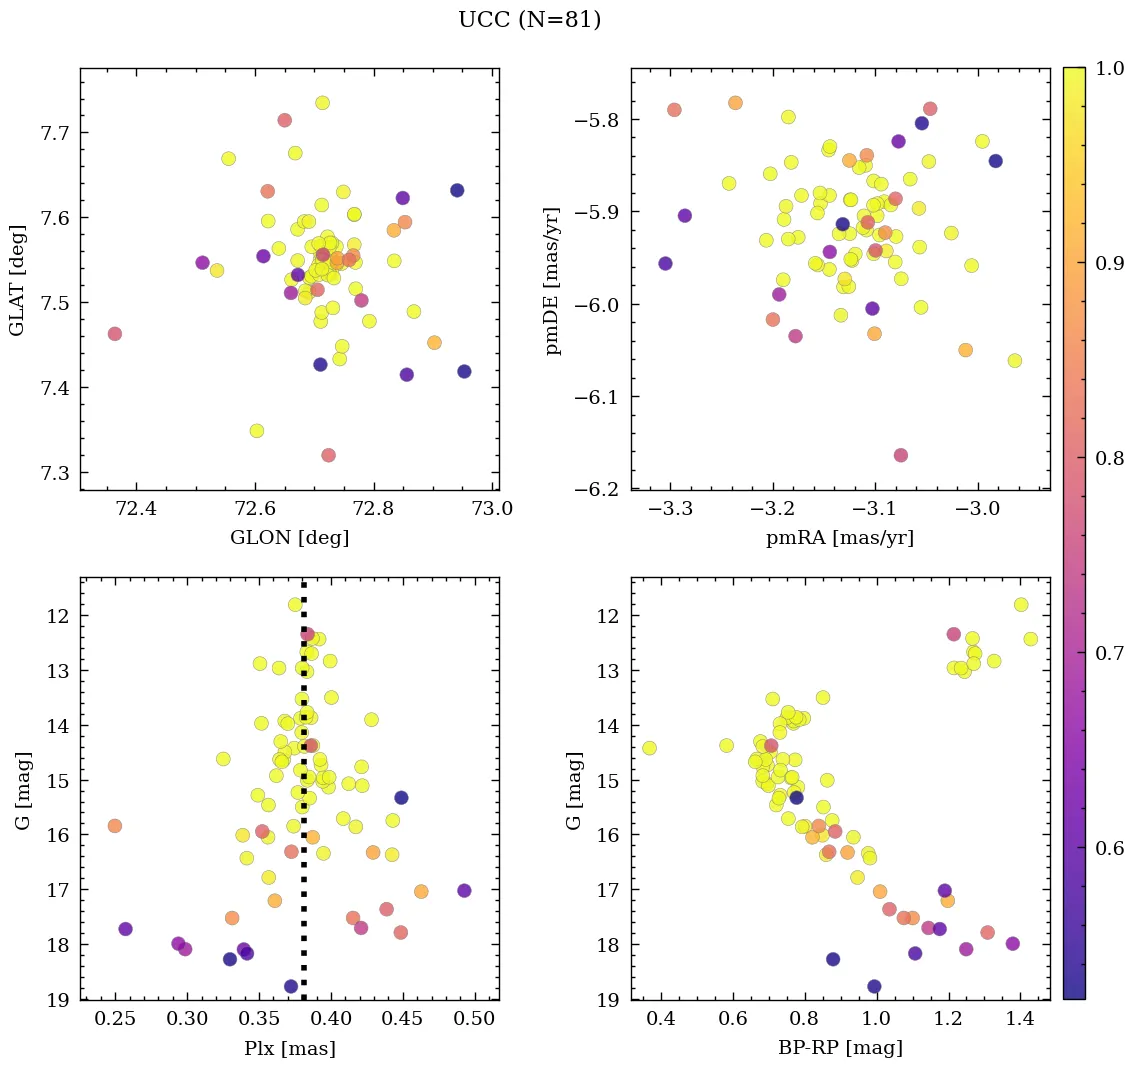 UCC (N=81)
7.7
7.6
7.5
7.4
7.3
GLAT [deg]
72.4 72.6 72.8 73.0
GLON [deg]
−5.8
−5.9
−6.0
−6.1
−6.2
pmDE [mas/yr]
−3.3 −3.2 −3.1 −3.0
pmRA [mas/yr]
1.0
0.9
0.8
0.7
0.6
12
13
14
15
16
17
18
19
G [mag]
0.25 0.30 0.35 0.40 0.45 0.50
Plx [mas]
12
13
14
15
16
17
18
19
G [mag]
0.4 0.6 0.8 1.0 1.2 1.4
BP-RP [mag]